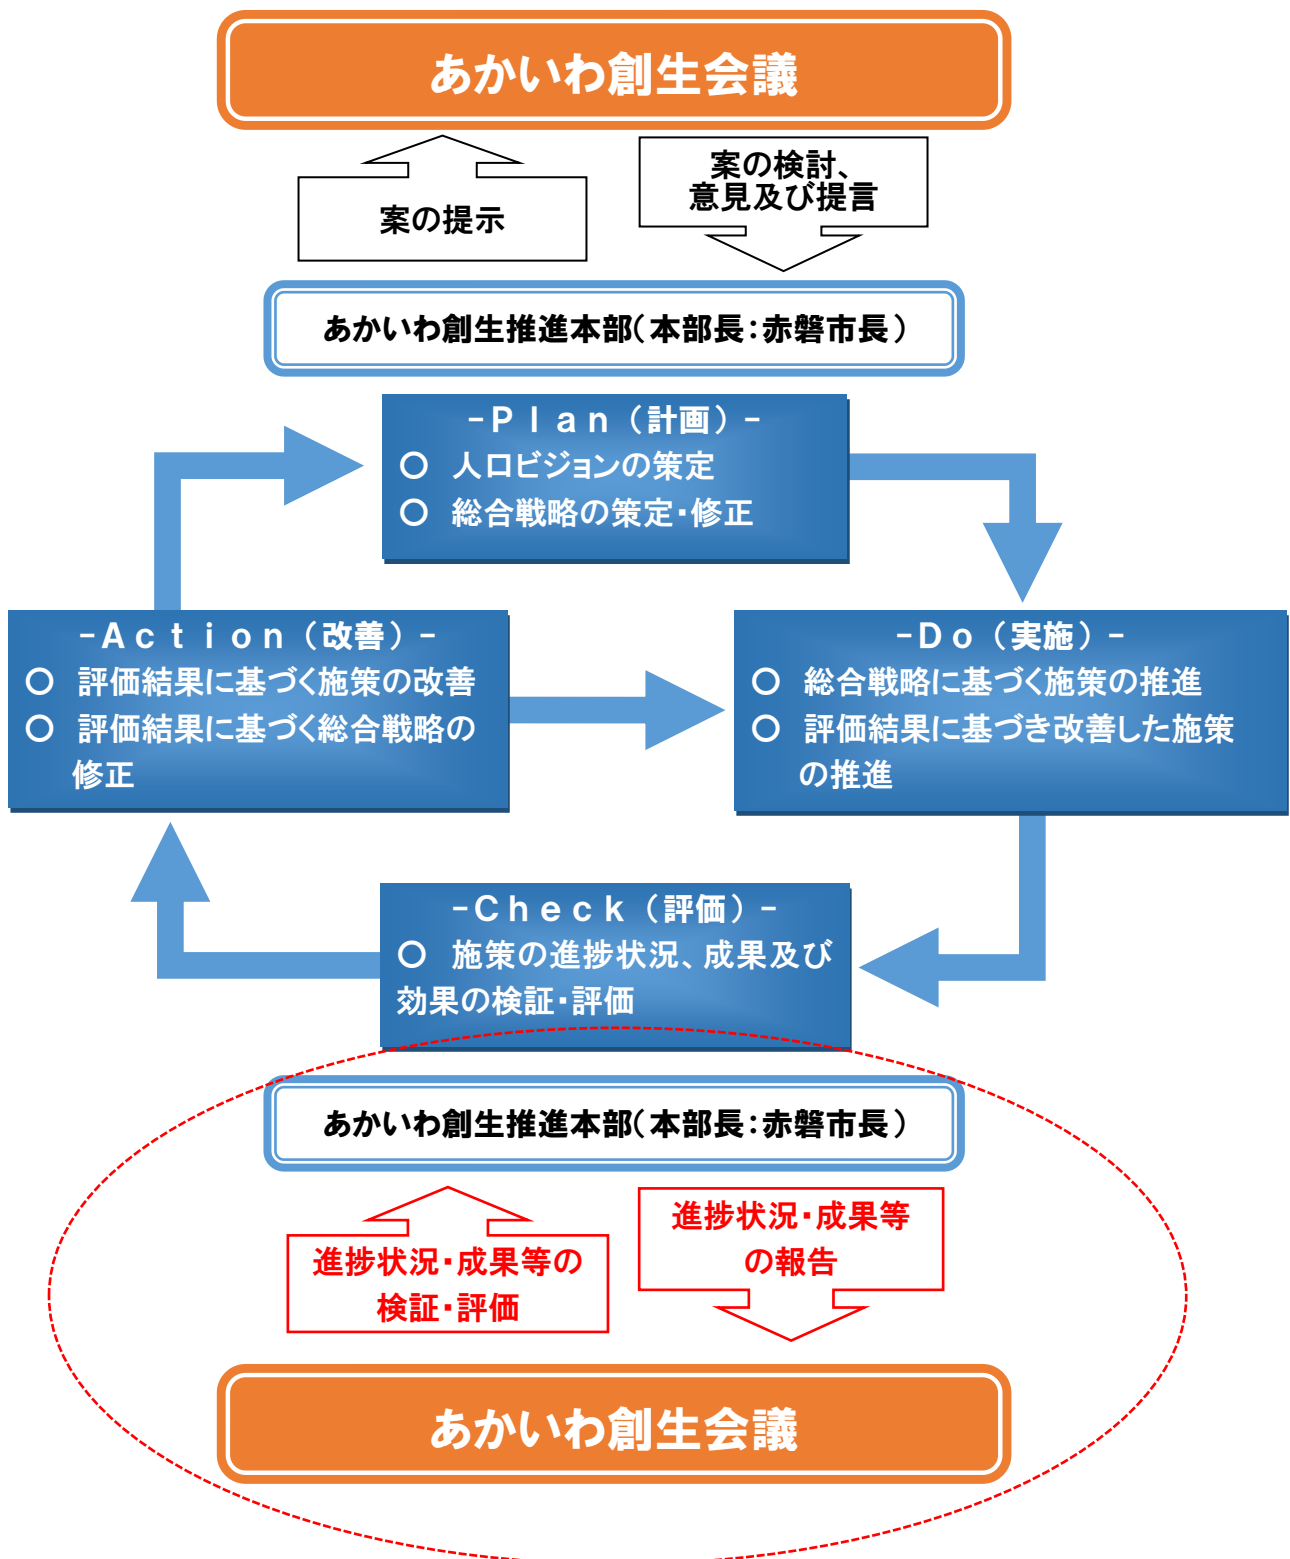 あかいわ創生会議
案の提示
案の検討、
意見及び提言
あかいわ創生推進本部（本部長：赤磐市長）
－Ｐｌａｎ（計画）－
○　人口ビジョンの策定
○　総合戦略の策定・修正
－Ａｃｔｉｏｎ（改善）－
○　評価結果に基づく施策の改善
○　評価結果に基づく総合戦略の
修正
－Ｄｏ（実施）－
○　総合戦略に基づく施策の推進
○　評価結果に基づき改善した施策
の推進
－Ｃｈｅｃｋ（評価）－
○　施策の進捗状況、成果及び
効果の検証・評価
あかいわ創生推進本部（本部長：赤磐市長）
進捗状況・成果等の
検証・評価
進捗状況・成果等
の報告
あかいわ創生会議